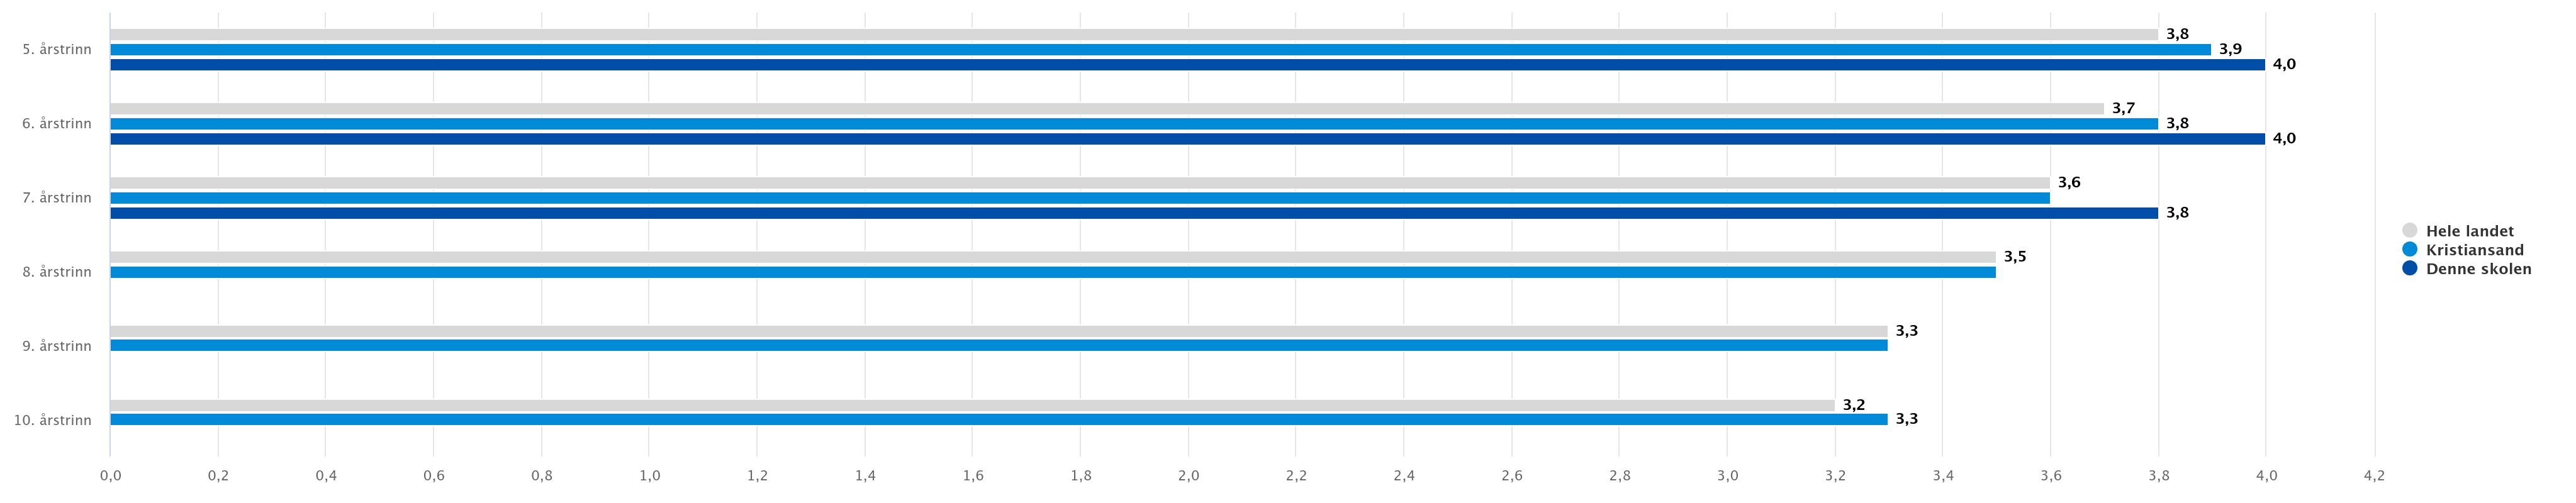 5. årstrinn
3,8
3,9
4,0
6. årstrinn
3,7
3,8
4,0
7. årstrinn
3,6
3,8
8. årstrinn
3,5
9. årstrinn
3,3
10. årstrinn
3,2
3,3
0,0 0,2 0,4 0,6 0,8 1,0 1,2 1,4 1,6 1,8 2,0 2,2 2,4 2,6 2,8 3,0 3,2 3,4 3,6 3,8 4,0 4,2
Hele landet
Kristiansand
Denne skolen